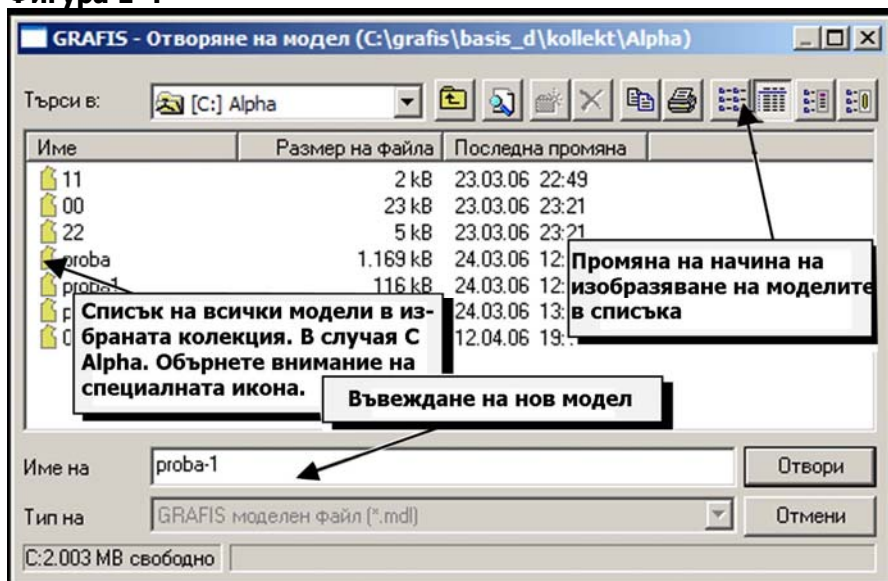 GRAFIS - Отворяне на модел (C:\grafis\basis_d\kollekt\Alpha)
Търси в:
[C:] Alpha
Име Размер на файла Последна промяна
11 2 kB 23.03.06 22:49
00 23 kB 23.03.06 23:21
22 5 kB 23.03.06 23:21
proba 1.169 kB 24.03.06 12:
proba1 116 kB 24.03.06 12:
24.03.06 13:
12.04.06 19:
Промяна на начина на
изобразяване на моделите
в списъка
Списък на всички модели в из-
браната колекция. В случая С
Alpha. Обърнете внимание на
специалната икона.
Въвеждане на нов модел
Име на proba-1 Отвори
Тип на GRAFIS моделен файл (*.mdl) Отмени
C:2.003 MB свободно